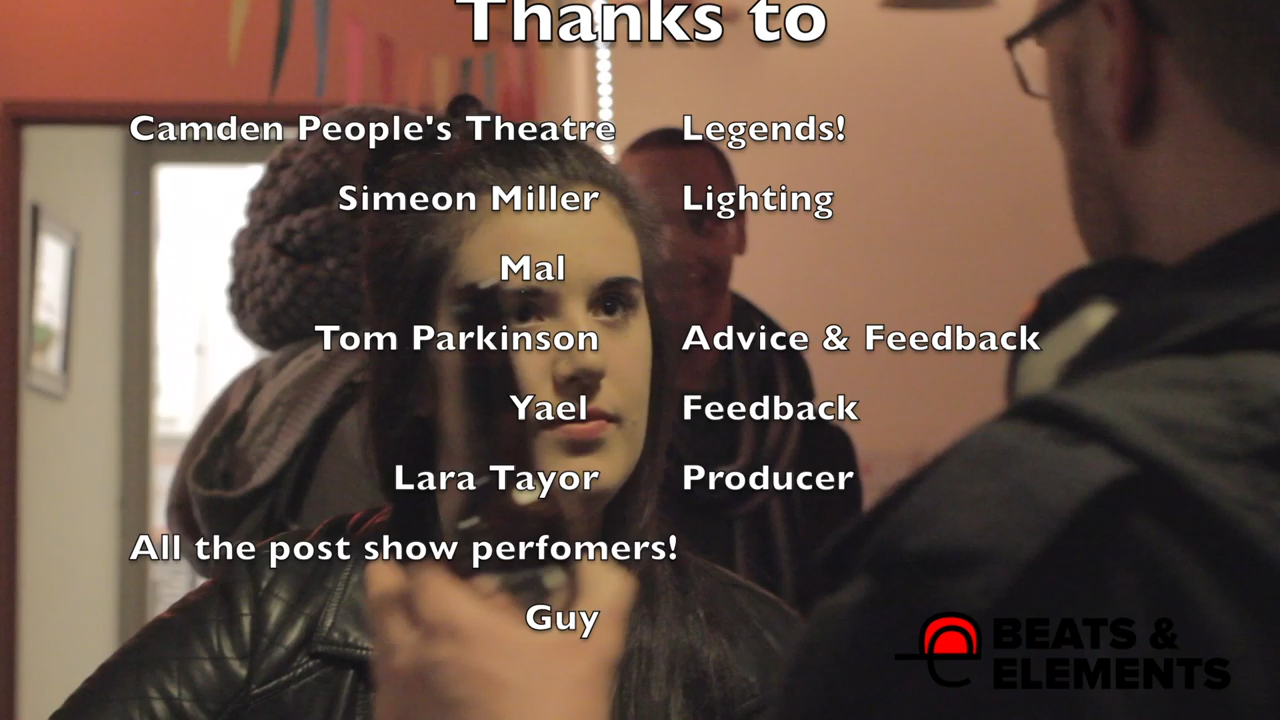 Thanks to
Camden People's Theatre Legends!
Simeon Miller Lighting
Mal
Tom Parkinson Advice & Feedback
Yael Feedback
Lara Tayor Producer
All the post show perfomers!
Guy
BEATS &
ELEMENTS